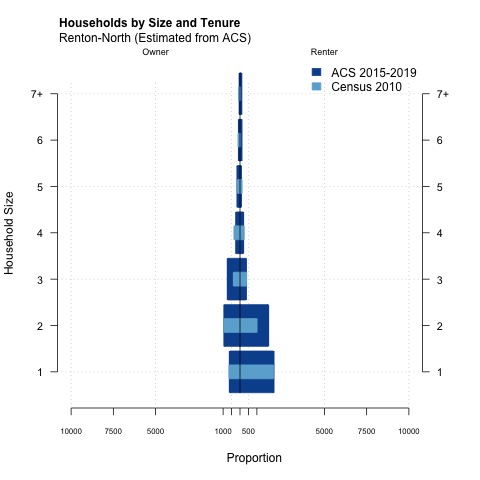 Households by Size and Tenure
Renton-North (Estimated from ACS)
Owner Renter
ACS 2015-2019
Census 2010
7+ 7+
6 6
5 5
4 4
3 3
2 2
1 1
Household Size
10000 7500 5000 1000 500 5000 7500 10000
Proportion